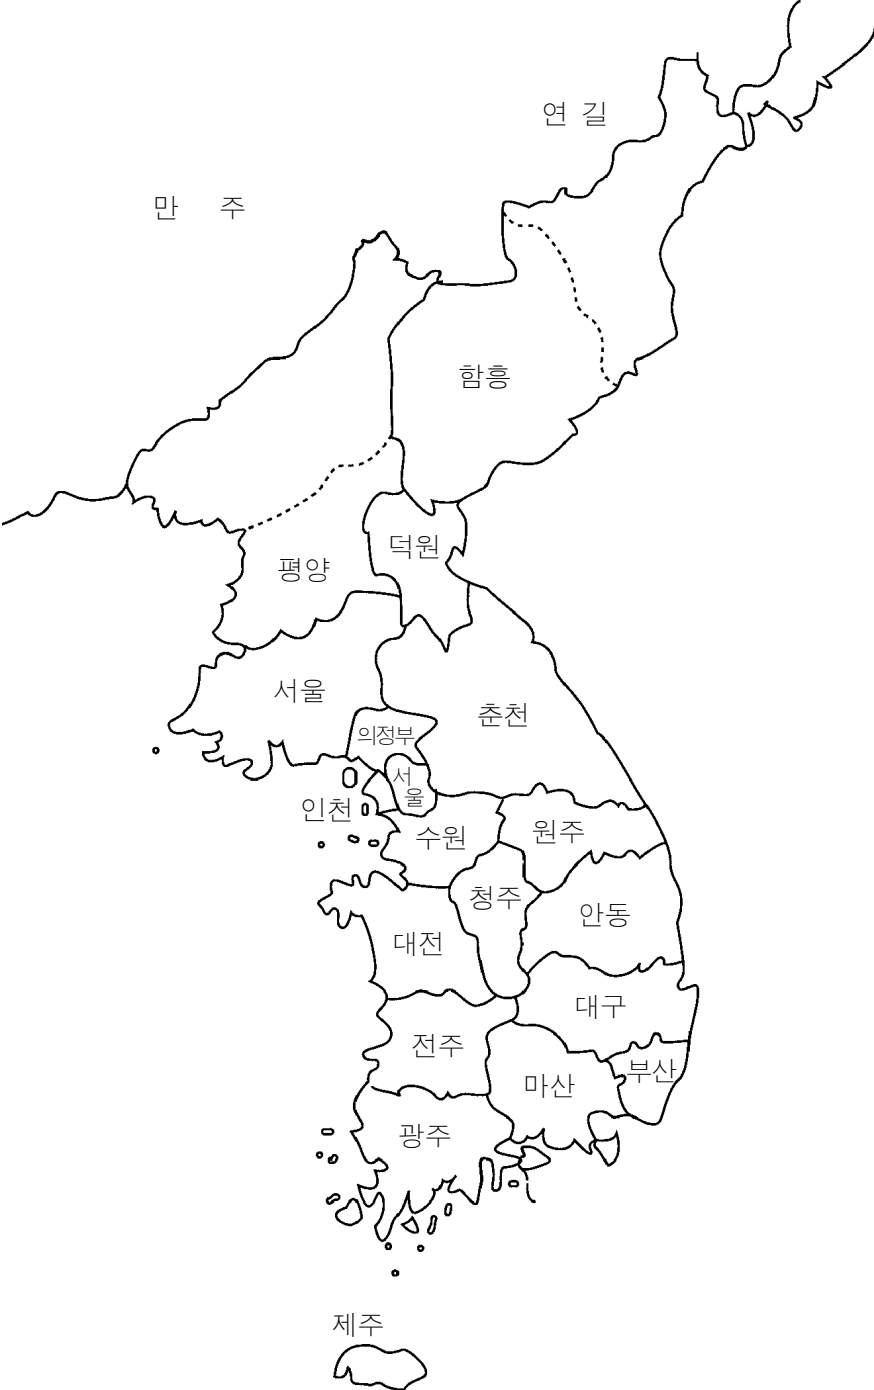 연 길
만 주
함흥
덕원
평양
서울
춘천
의정부
서
울
인천
수원
원주
청주
안동
대전
대구
전주
부산
마산
광주
제주